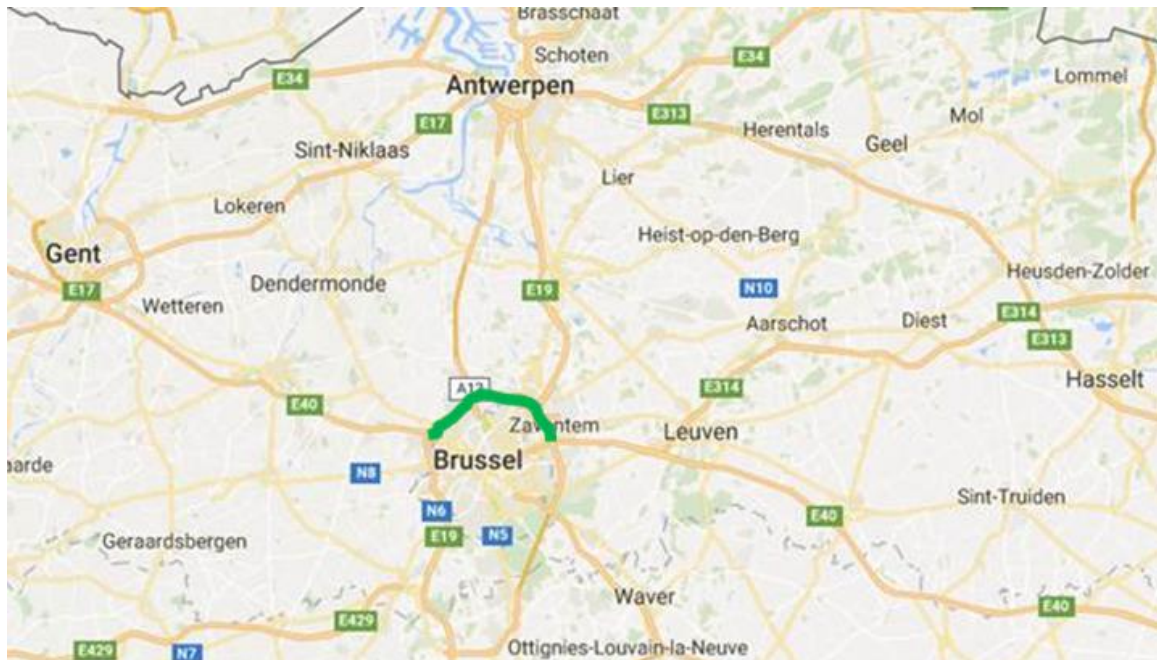 Brasschaat
Schoten
E34
E34
Lommel
Antwerpen
E313
E17
Mol
Herentals
Geel
Sint-Niklaas
Lier
Lokeren
Heist-op-den-Berg
Gent
Heusden-Zolder
Dendermonde
E17
E19
N10
Wetteren
E314
Aarschot
Diest
E313
Hasselt
A12
E314
E40
Zaventem
Leuven
Brussel
aarde
N8
Sint-Truiden
N6
E40
E19
N5
Geraardsbergen
Waver
E40
E429
Ottignies-Louvain-la-Neuve
E429
N7